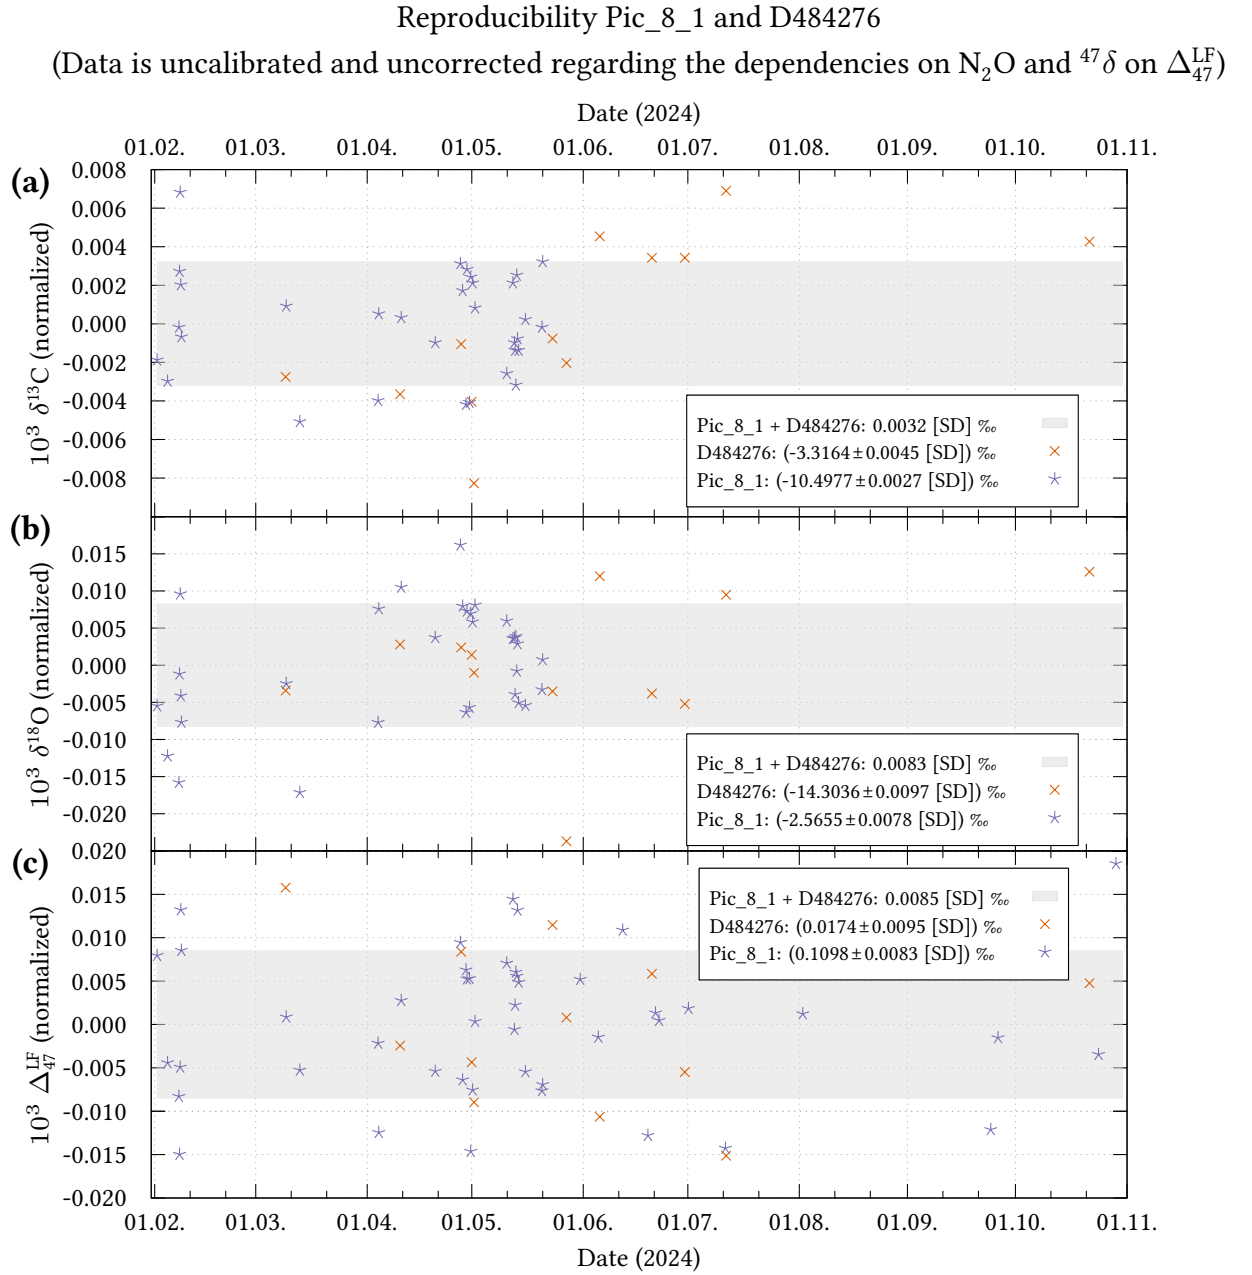 Reproducibility Pic_8_1 and D484276
(Data is uncalibrated and uncorrected regarding the dependencies on N₂O and ⁴⁷δ on Δ₄₇ᴸᶠ)
Date (2024)
01.02. 01.03. 01.04. 01.05. 01.06. 01.07. 01.08. 01.09. 01.10. 01.11.
(a)
10³ δ¹³C (normalized)
0.008
0.006
0.004
0.002
0.000
-0.002
-0.004
-0.006
-0.008
Pic_8_1 + D484276: 0.0032 [SD] ‰
D484276: (-3.3164±0.0045 [SD]) ‰
Pic_8_1: (-10.4977±0.0027 [SD]) ‰
(b)
10³ δ¹⁸O (normalized)
0.015
0.010
0.005
0.000
-0.005
-0.010
-0.015
-0.020
Pic_8_1 + D484276: 0.0083 [SD] ‰
D484276: (-14.3036±0.0097 [SD]) ‰
Pic_8_1: (-2.5655±0.0078 [SD]) ‰
(c)
10³ Δ₄₇ᴸᶠ (normalized)
0.020
0.015
0.010
0.005
0.000
-0.005
-0.010
-0.015
-0.020
Pic_8_1 + D484276: 0.0085 [SD] ‰
D484276: (0.0174±0.0095 [SD]) ‰
Pic_8_1: (0.1098±0.0083 [SD]) ‰
01.02. 01.03. 01.04. 01.05. 01.06. 01.07. 01.08. 01.09. 01.10. 01.11.
Date (2024)